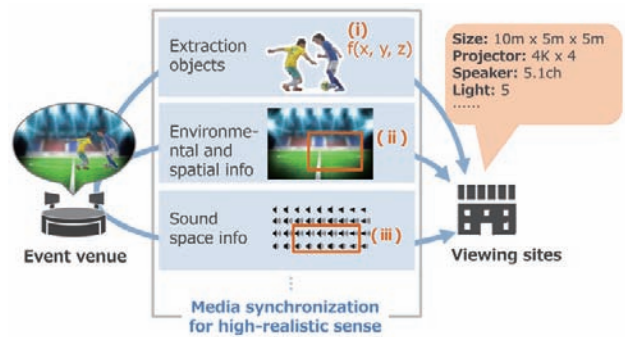 Extraction
objects
(i)
f(x, y, z)
Environme-
ntal and
spatial info
(ii)
Sound
space info
(iii)
Event venue
Media synchronization
for high-realistic sense
Size: 10m x 5m x 5m
Projector: 4K x 4
Speaker: 5.1ch
Light: 5
......
Viewing sites